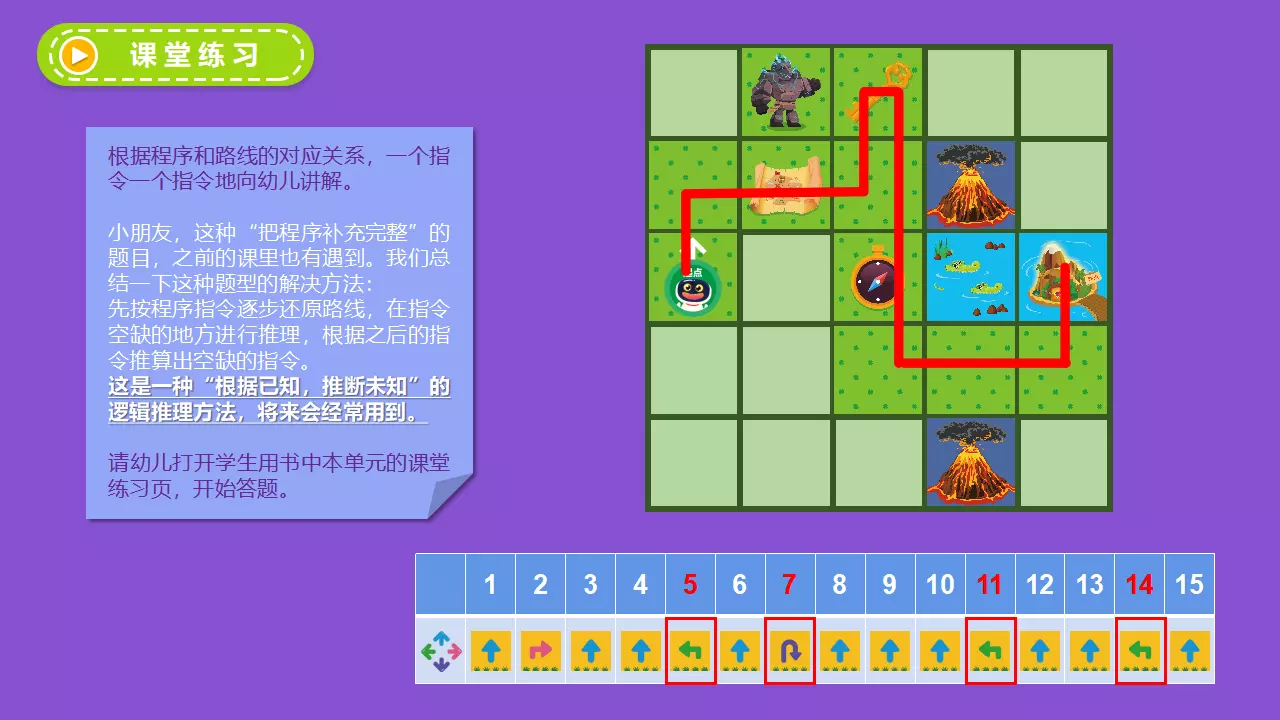 课堂练习
根据程序和路线的对应关系，一个指
令一个指令地向幼儿讲解。
小朋友，这种“把程序补充完整”的
题目，之前的课里也有遇到。我们总
结一下这种题型的解决方法：
先按程序指令逐步还原路线，在指令
空缺的地方进行推理，根据之后的指
令推算出空缺的指令。
这是一种“根据已知，推断未知”的
逻辑推理方法，将来会经常用到。
请幼儿打开学生用书中本单元的课堂
练习页，开始答题。
1 2 3 4 5 6 7 8 9 10 11 12 13 14 15